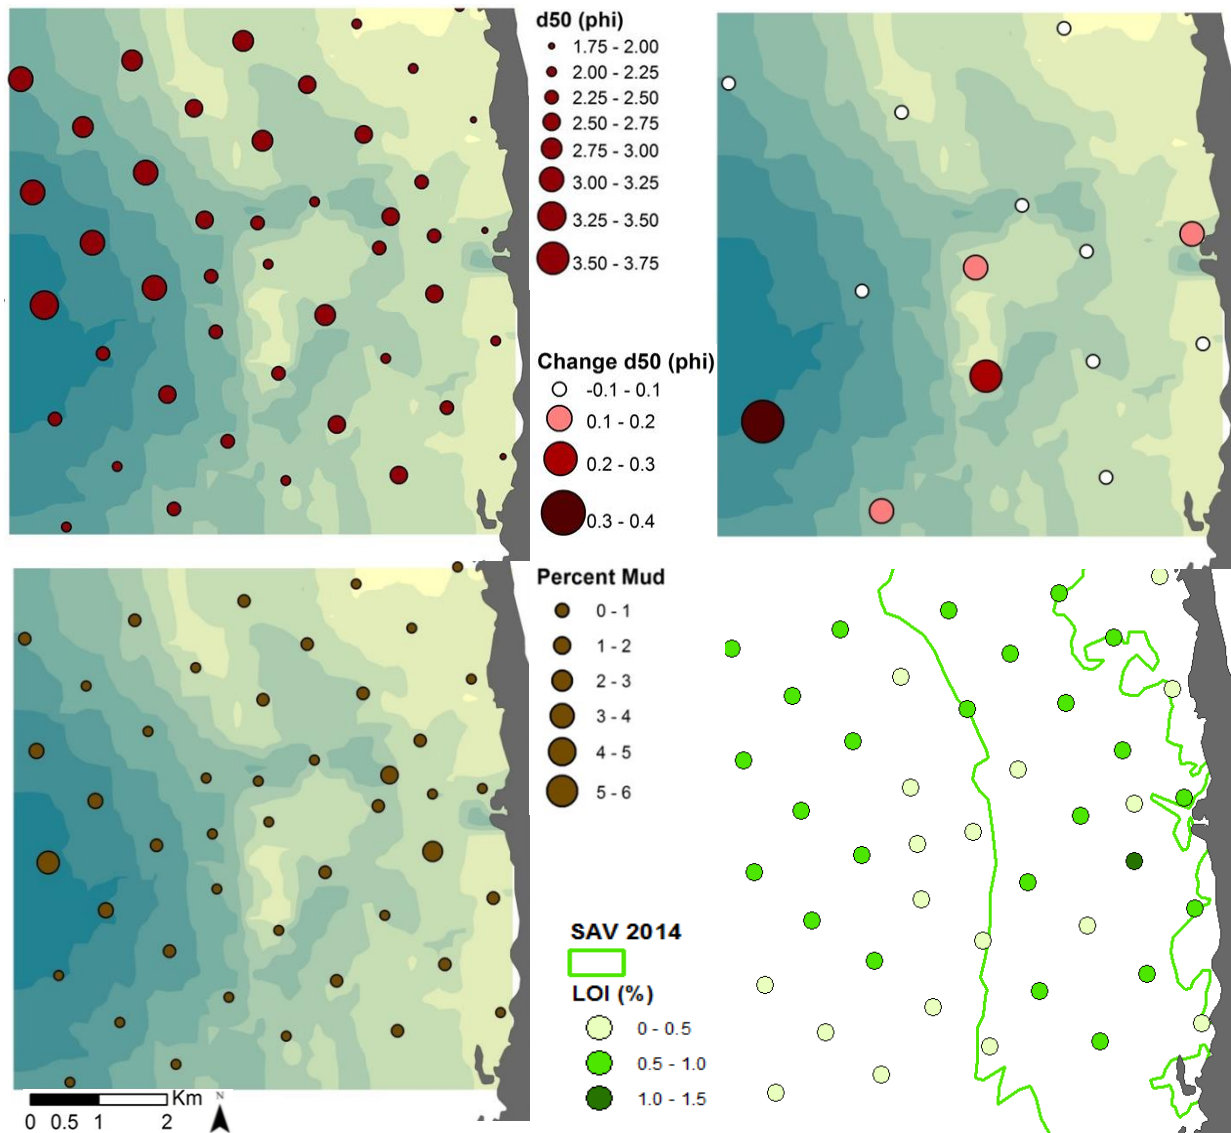 d50 (phi)
1.75 - 2.00
2.00 - 2.25
2.25 - 2.50
2.50 - 2.75
2.75 - 3.00
3.00 - 3.25
3.25 - 3.50
3.50 - 3.75
Change d50 (phi)
-0.1 - 0.1
0.1 - 0.2
0.2 - 0.3
0.3 - 0.4
Percent Mud
0 - 1
1 - 2
2 - 3
3 - 4
4 - 5
5 - 6
SAV 2014
LOI (%)
0 - 0.5
0.5 - 1.0
1.0 - 1.5
Km
0 0.5 1 2
N